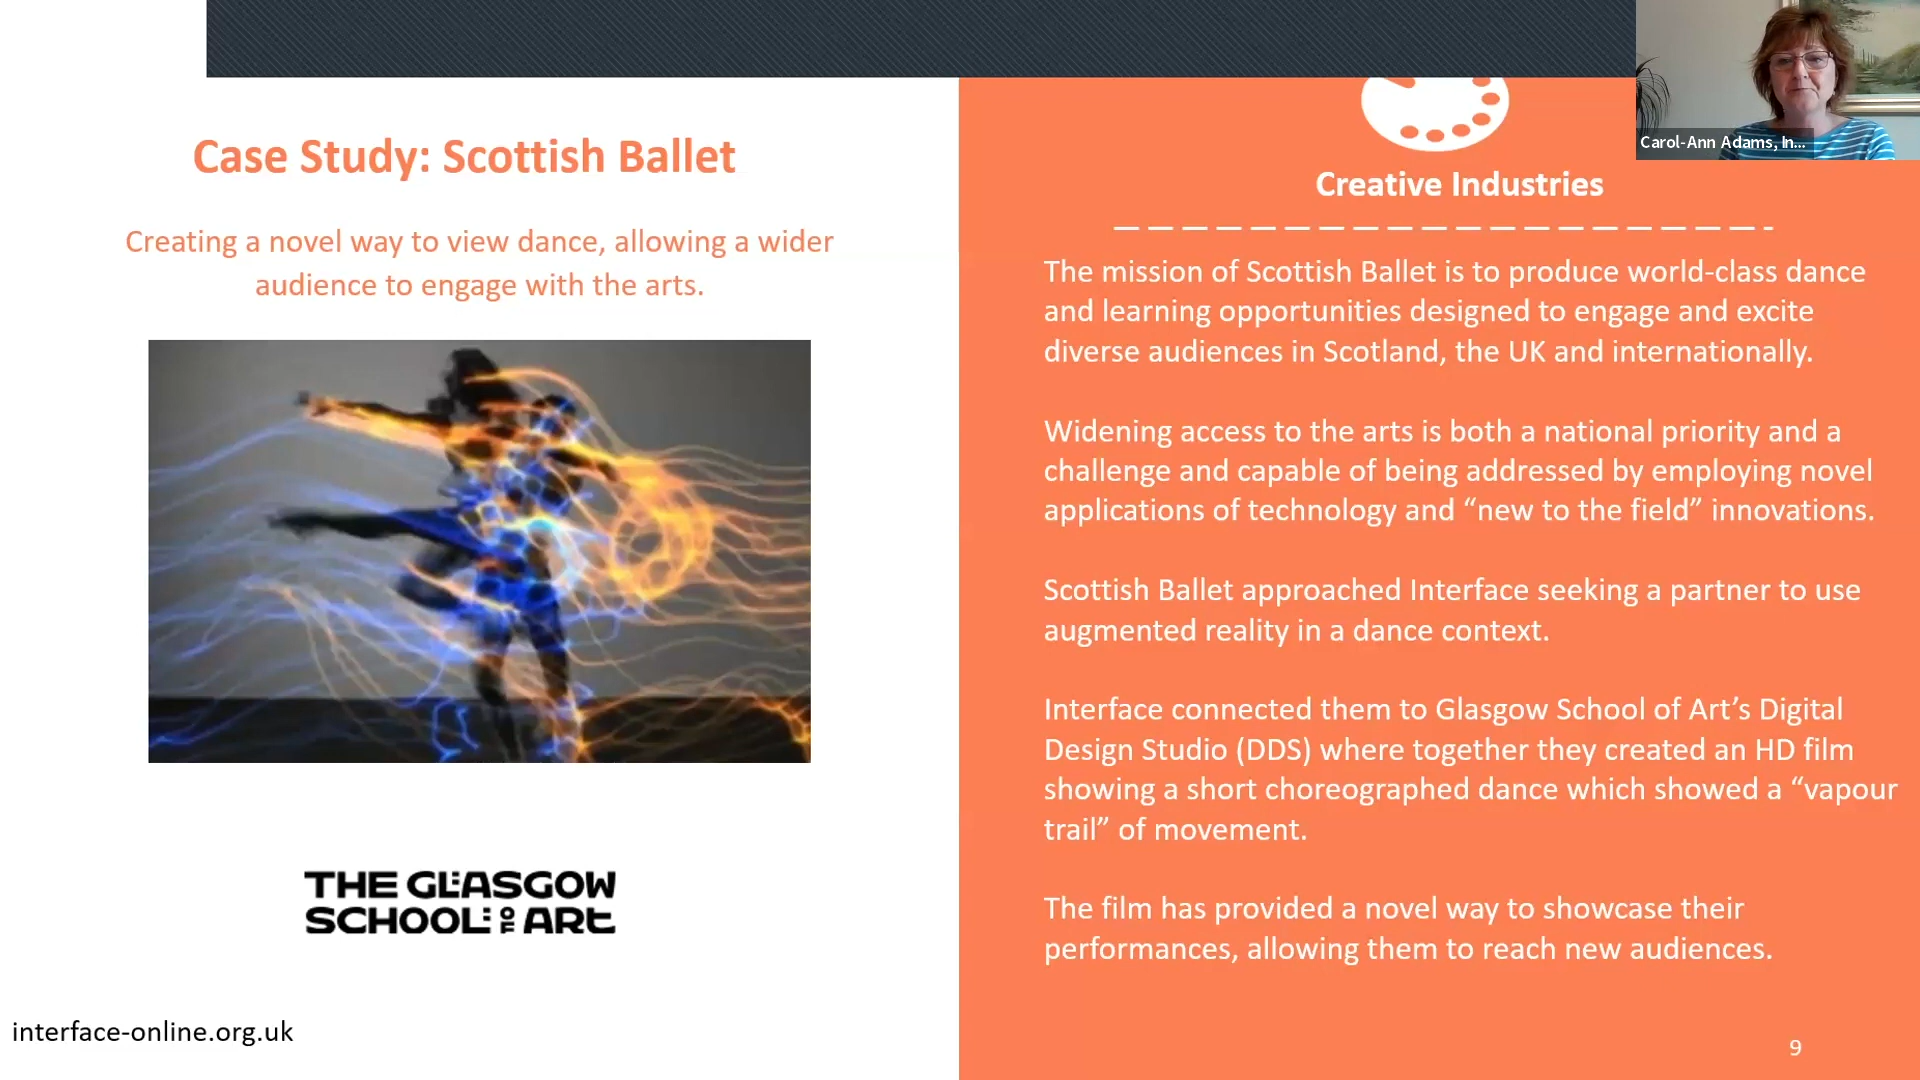 Case Study: Scottish Ballet
Creating a novel way to view dance, allowing a wider
audience to engage with the arts.
THE GLASGOW
SCHOOL OF ART
interface-online.org.uk
Carol-Ann Adams, In...
Creative Industries
The mission of Scottish Ballet is to produce world-class dance
and learning opportunities designed to engage and excite
diverse audiences in Scotland, the UK and internationally.
Widening access to the arts is both a national priority and a
challenge and capable of being addressed by employing novel
applications of technology and “new to the field” innovations.
Scottish Ballet approached Interface seeking a partner to use
augmented reality in a dance context.
Interface connected them to Glasgow School of Art’s Digital
Design Studio (DDS) where together they created an HD film
showing a short choreographed dance which showed a “vapour
trail” of movement.
The film has provided a novel way to showcase their
performances, allowing them to reach new audiences.
9